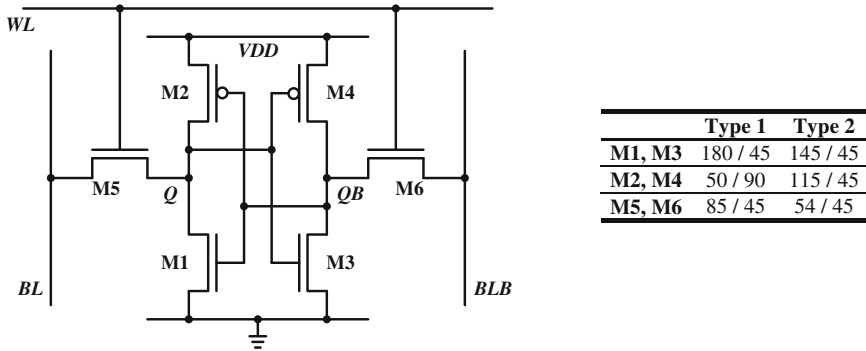 WL
VDD
M2
M4
M5
Q
QB
M6
M1
M3
BL
BLB
Type 1 Type 2
M1, M3 180 / 45 145 / 45
M2, M4 50 / 90 115 / 45
M5, M6 85 / 45 54 / 45